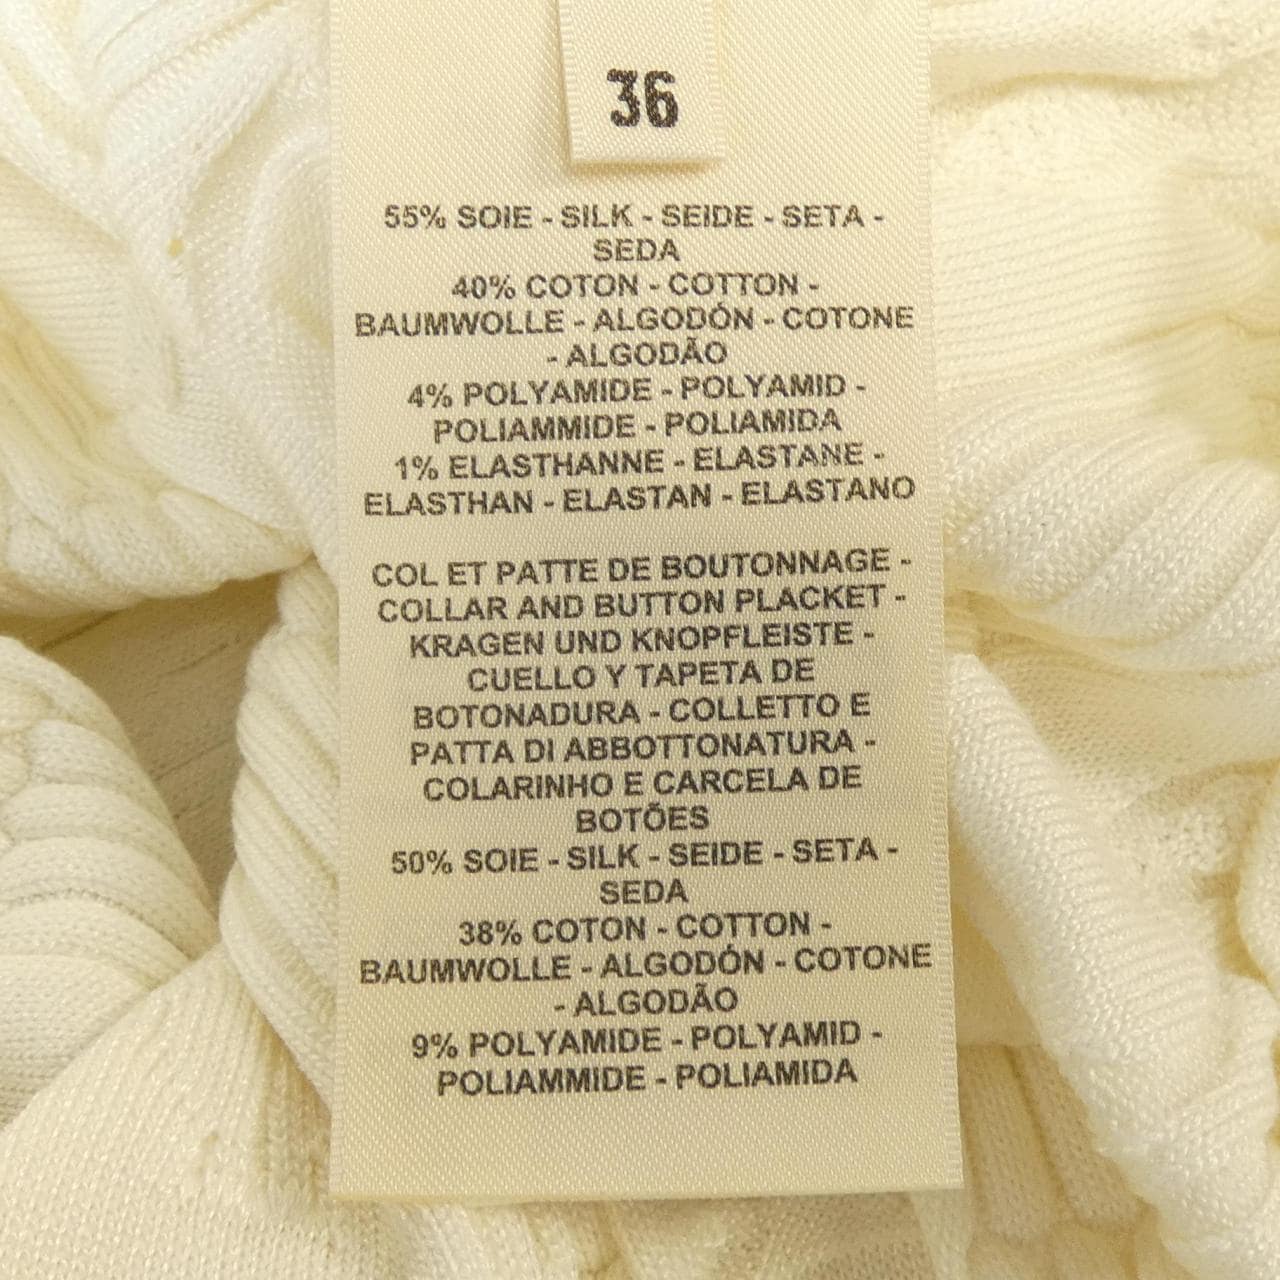 36
55% SOIE - SILK - SEIDE - SETA -
SEDA
40% COTON - COTTON -
BAUMWOLLE - ALGODÓN - COTONE
- ALGODÃO
4% POLYAMIDE - POLYAMID -
POLIAMMIDE - POLIAMIDA
1% ELASTHANNE - ELASTANE -
ELASTHAN - ELASTAN - ELASTANO
COL ET PATTE DE BOUTONNAGE -
COLLAR AND BUTTON PLACKET -
KRAGEN UND KNOPFLEISTE -
CUELLO Y TAPETA DE
BOTONADURA - COLLETTO E
PATTA DI ABBOTTONATURA -
COLARINHO E CARCELA DE
BOTÕES
50% SOIE - SILK - SEIDE - SETA -
SEDA
38% COTON - COTTON -
BAUMWOLLE - ALGODÓN - COTONE
- ALGODÃO
9% POLYAMIDE - POLYAMID -
POLIAMMIDE - POLIAMIDA